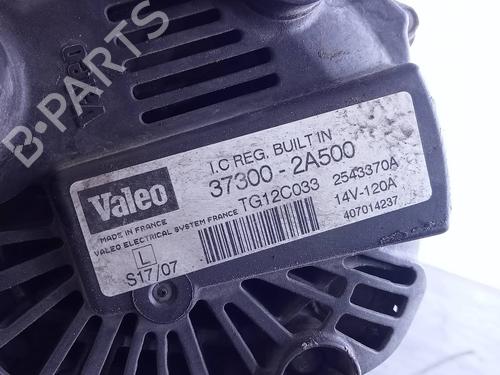 VALEO
I.C REG. BUILT IN
37300 - 2A500
Valeo
TG12C033 2543370A
MADE IN FRANCE
14V-120A
VALEO ELECTRICAL SYSTEM FRANCE
407014237
L
S17/07
B-PARTS